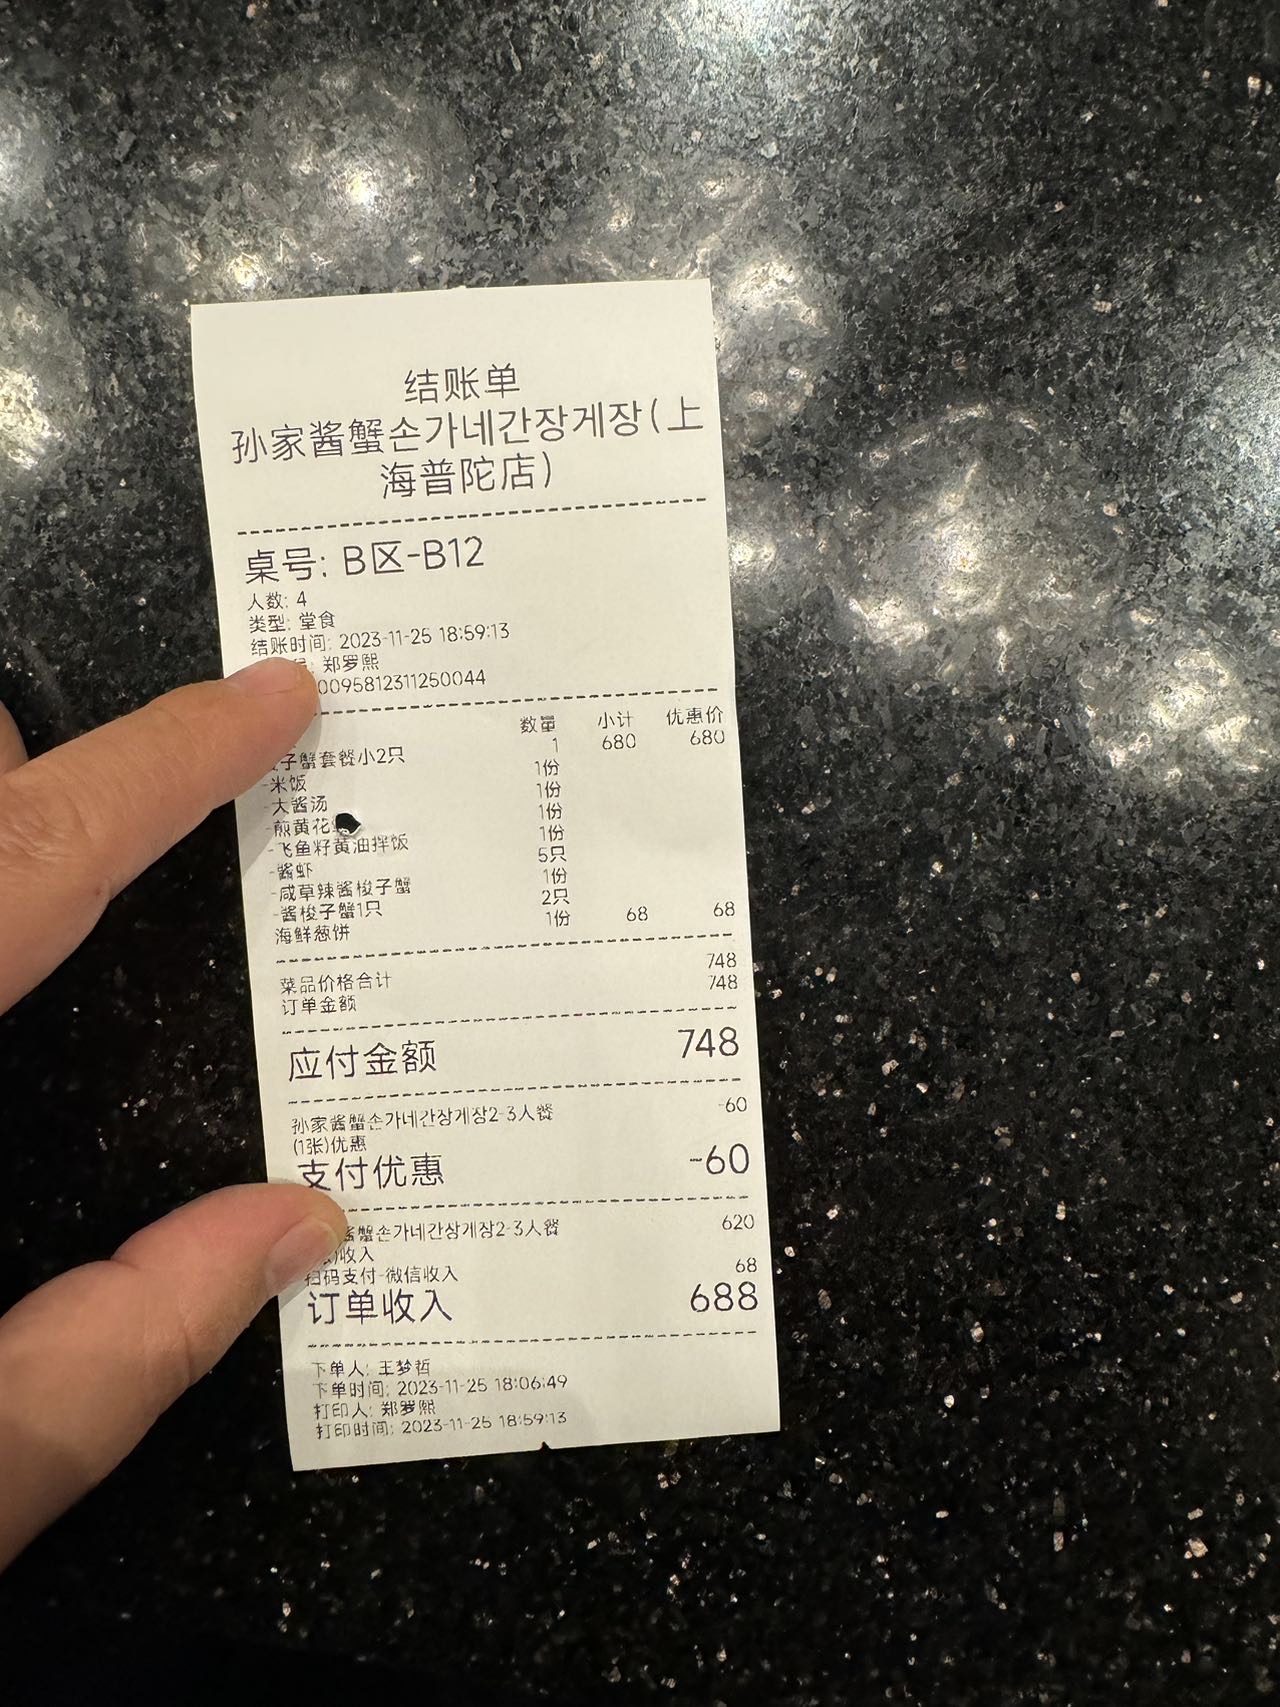 结账单
孙家酱蟹손가네간장게장(上
海普陀店)
桌号: B区-B12
人数: 4
类型: 堂食
结账时间: 2023-11-25 18:59:13
郑罗熙
0095812311250044
数量 小计 优惠价
子蟹套餐小2只 1 680 680
-米饭 1份
-大酱汤 1份
-煎黄花 1份
-飞鱼籽黄油拌饭 1份
-酱虾 5只
-咸草辣酱梭子蟹 1份
-酱梭子蟹1只 2只
海鲜葱饼 1份 68 68
菜品价格合计 748
订单金额 748
应付金额 748
孙家酱蟹손가네간장게장2-3人餐 -60
(1张)优惠
支付优惠 -60
酱蟹손가네간장게장2-3人餐 620
)收入
扫码支付-微信收入 68
订单收入 688
下单人: 王梦哲
下单时间: 2023-11-25 18:06:49
打印人: 郑罗熙
打印时间: 2023-11-25 18:59:13